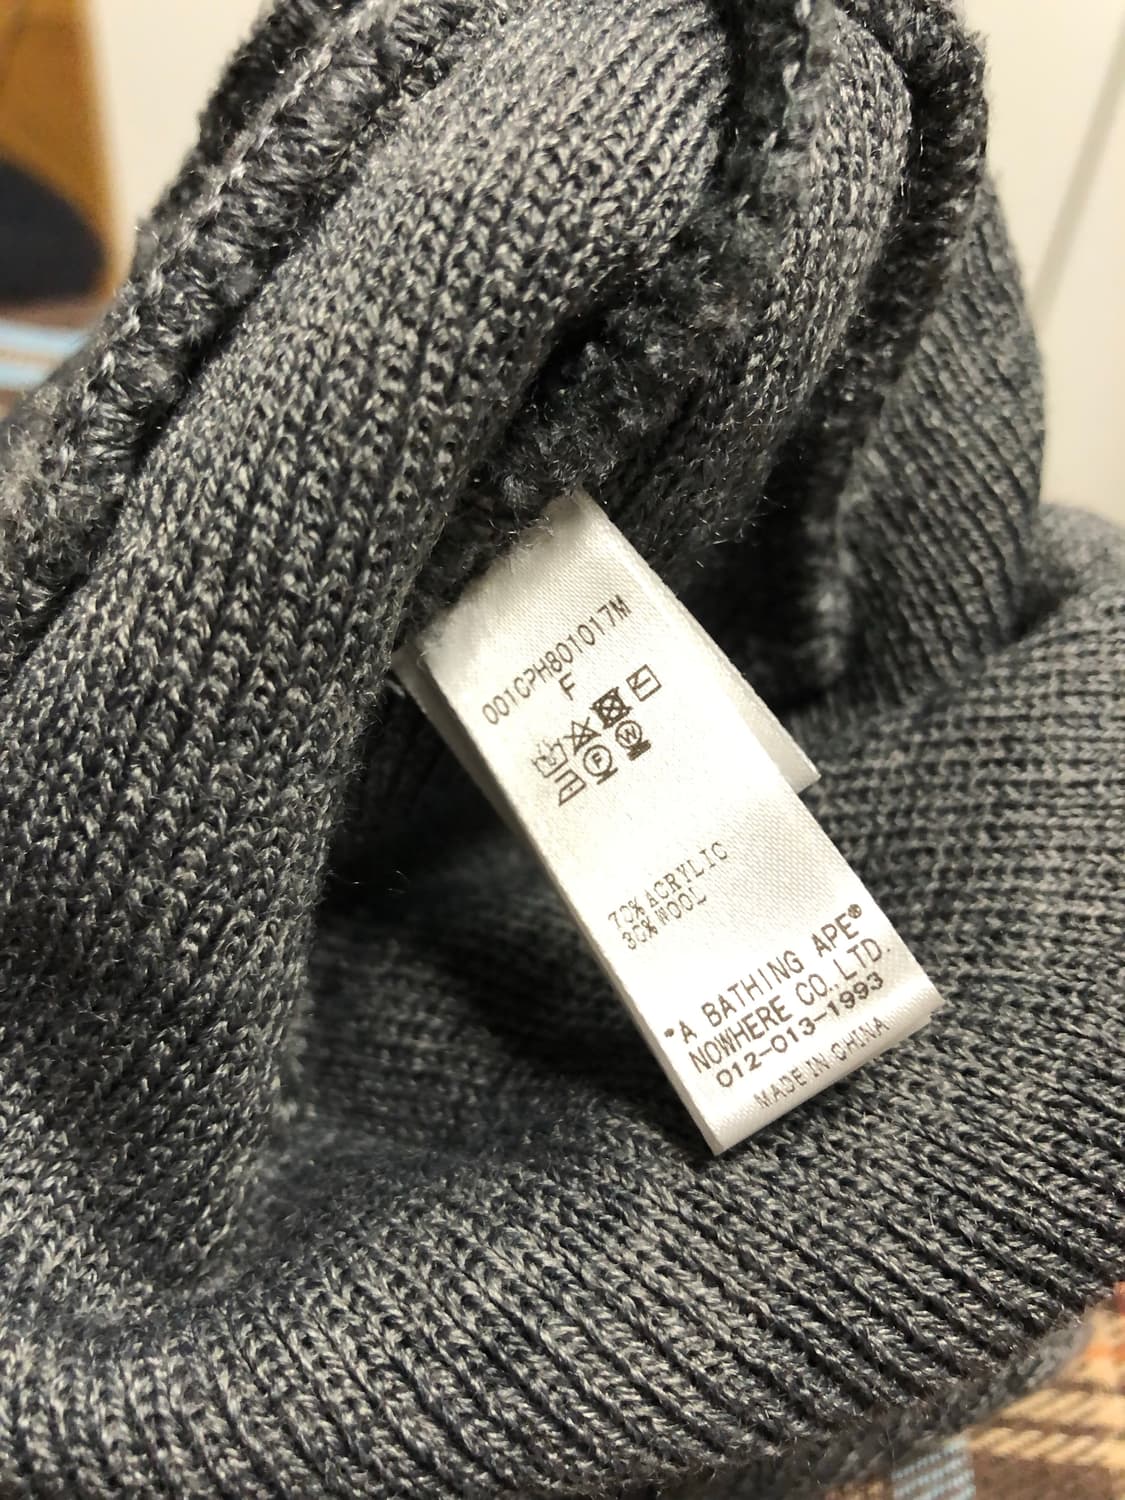 001CPH801017M
F
70% ACRYLIC
30% WOOL
"A BATHING APE®
NOWHERE CO., LTD.
012-013-1993
MADE IN CHINA